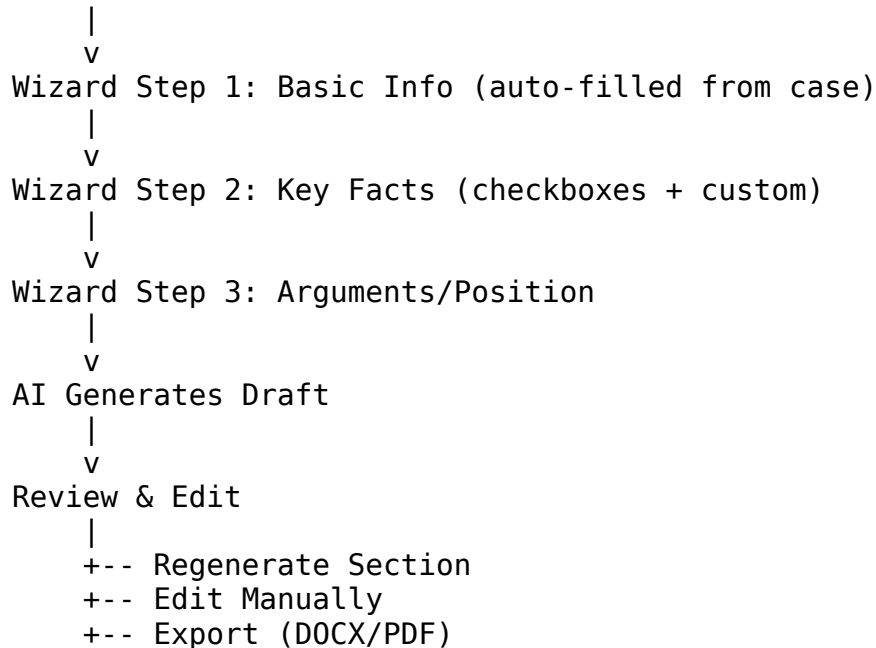 |
v
Wizard Step 1: Basic Info (auto-filled from case)
|
v
Wizard Step 2: Key Facts (checkboxes + custom)
|
v
Wizard Step 3: Arguments/Position
|
v
AI Generates Draft
|
v
Review & Edit
|
+-- Regenerate Section
+-- Edit Manually
+-- Export (DOCX/PDF)